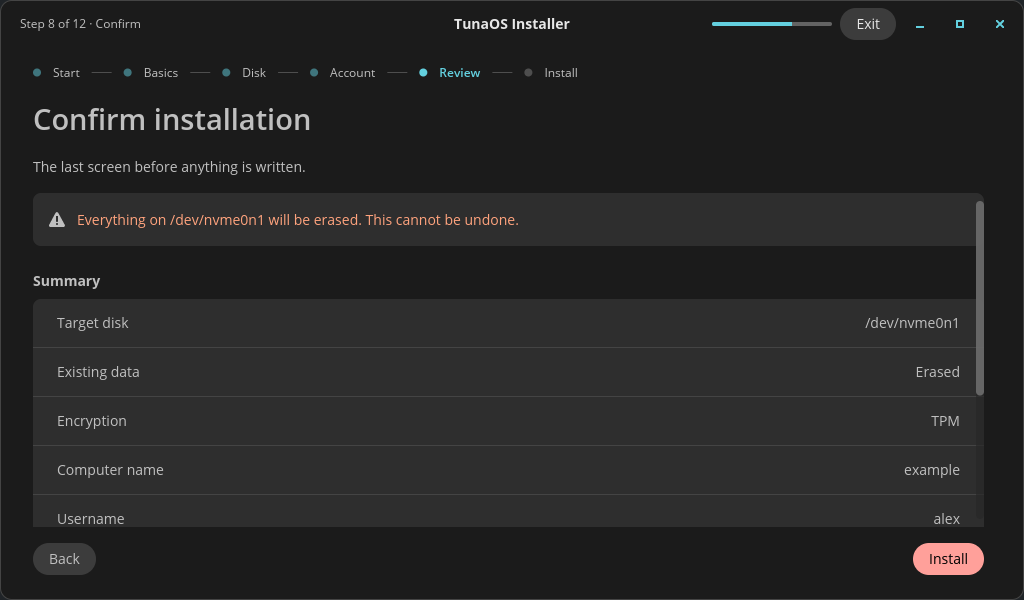 Step 8 of 12 · Confirm
TunaOS Installer
Exit
Start
Basics
Disk
Account
Review
Install
Confirm installation
The last screen before anything is written.
Everything on /dev/nvme0n1 will be erased. This cannot be undone.
Summary
Target disk /dev/nvme0n1
Existing data Erased
Encryption TPM
Computer name example
Username alex
Back
Install